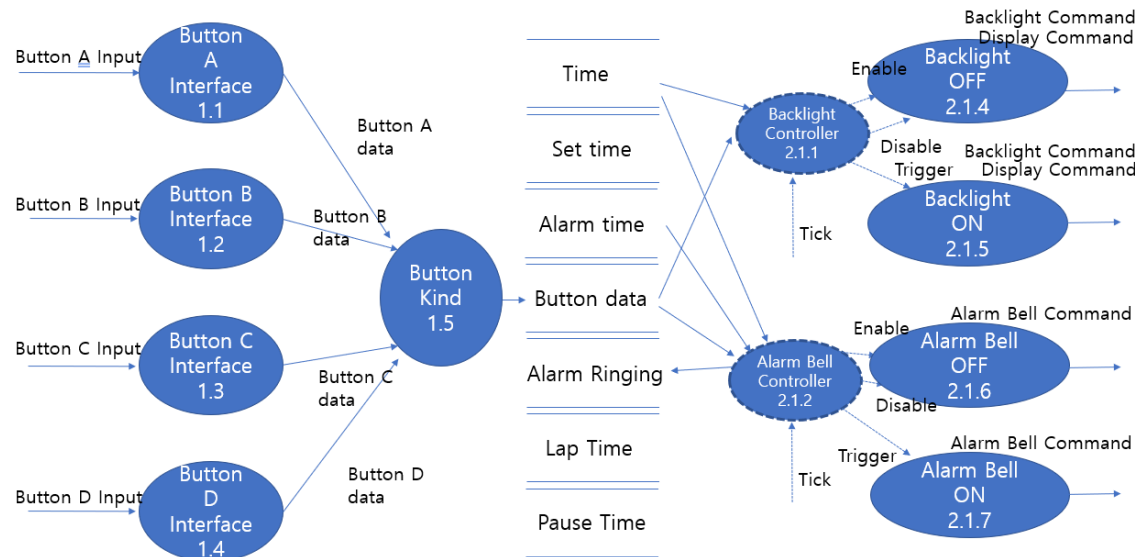 Button A Input
Button
A
Interface
1.1
Button A
data
Button B Input
Button B
Interface
1.2
Button B
data
Button C Input
Button C
Interface
1.3
Button C
data
Button D Input
Button
D
Interface
1.4
Button D
data
Button
Kind
1.5
Time
Set time
Alarm time
Button data
Alarm Ringing
Lap Time
Pause Time
Backlight
Controller
2.1.1
Tick
Enable
Disable
Trigger
Backlight Command
Display Command
Backlight
OFF
2.1.4
Backlight Command
Display Command
Backlight
ON
2.1.5
Alarm Bell
Controller
2.1.2
Tick
Enable
Disable
Trigger
Alarm Bell Command
Alarm Bell
OFF
2.1.6
Alarm Bell Command
Alarm Bell
ON
2.1.7